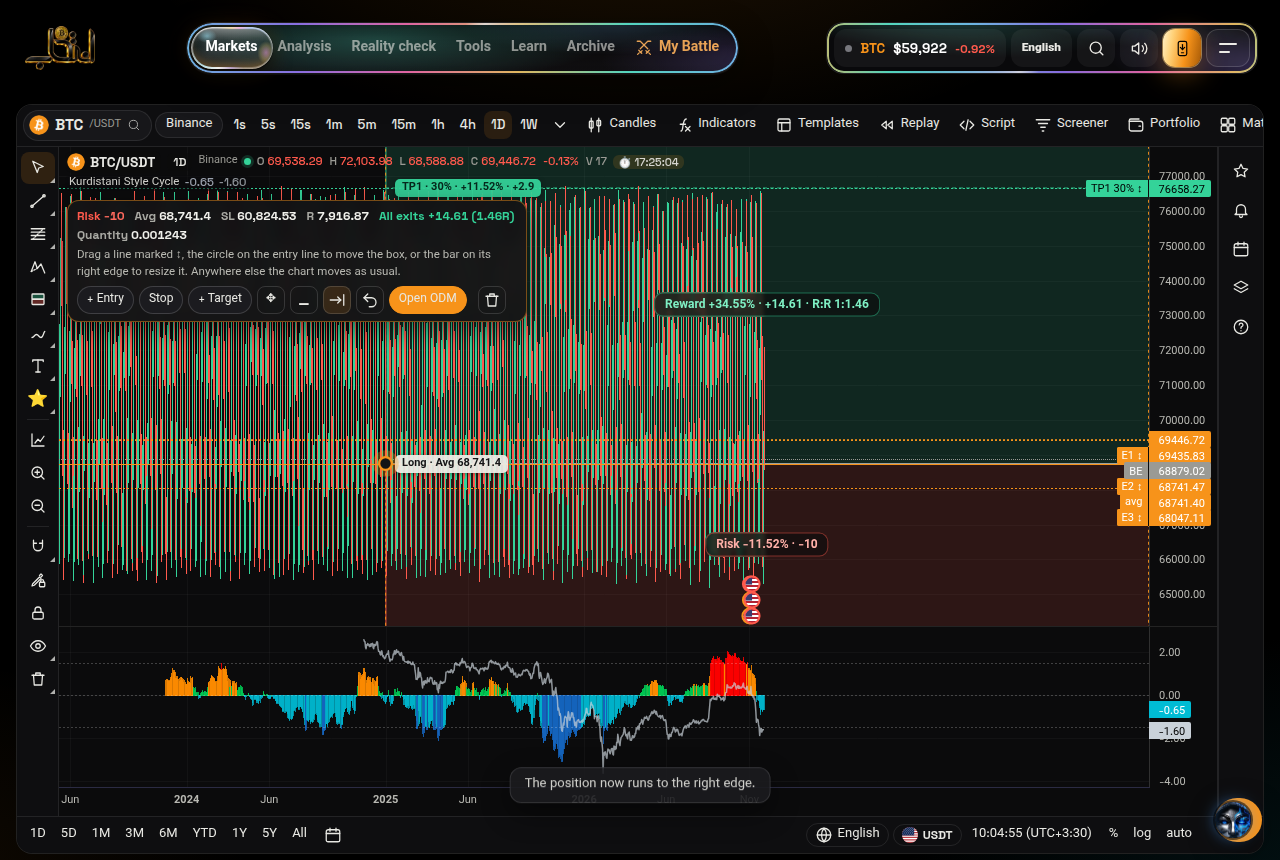 Markets Analysis Reality check Tools Learn Archive My Battle
BTC $59,922 -0.92% English
BTC /USDT Binance 1s 5s 15s 1m 5m 15m 1h 4h 1D 1W Candles Indicators Templates Replay Script Screener Portfolio Mat
BTC/USDT 1D Binance O 69,538.29 H 72,103.98 L 68,588.88 C 69,446.72 -0.13% V 17 17:25:04
Kurdistani Style Cycle -0.65 -1.60
TP1 · 30% · +11.52% · +2.9
Risk -10 Avg 68,741.4 SL 60,824.53 R 7,916.87 All exits +14.61 (1.46R)
Quantity 0.001243
Drag a line marked ↕, the circle on the entry line to move the box, or the bar on its
right edge to resize it. Anywhere else the chart moves as usual.
+ Entry Stop + Target Open ODM
Reward +34.55% · +14.61 · R:R 1:1.46
Long · Avg 68,741.4
Risk -11.52% · -10
77000.00
TP1 30% ↕ 76658.27
76000.00
75000.00
74000.00
73000.00
72000.00
71000.00
70000.00
69446.72
E1 ↕ 69435.83
BE 68879.02
E2 ↕ 68741.47
avg 68741.40
E3 ↕ 68047.11
66000.00
65000.00
2.00
0.00
-0.65
-1.60
-2.00
-4.00
The position now runs to the right edge.
Jun 2024 Jun 2025 Jun 2026 Jun Nov
1D 5D 1M 3M 6M YTD 1Y 5Y All English USDT 10:04:55 (UTC+3:30) % log auto